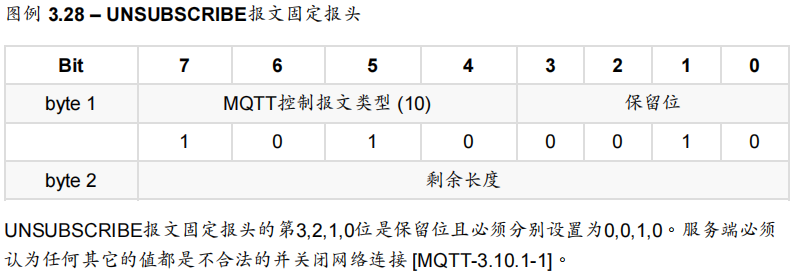 图例 3.28 – UNSUBSCRIBE报文固定报头
Bit 7 6 5 4 3 2 1 0
byte 1 MQTT控制报文类型 (10) 保留位
1 0 1 0 0 0 1 0
byte 2 剩余长度
UNSUBSCRIBE报文固定报头的第3,2,1,0位是保留位且必须分别设置为0,0,1,0。服务端必须
认为任何其它的值都是不合法的并关闭网络连接 [MQTT-3.10.1-1]。